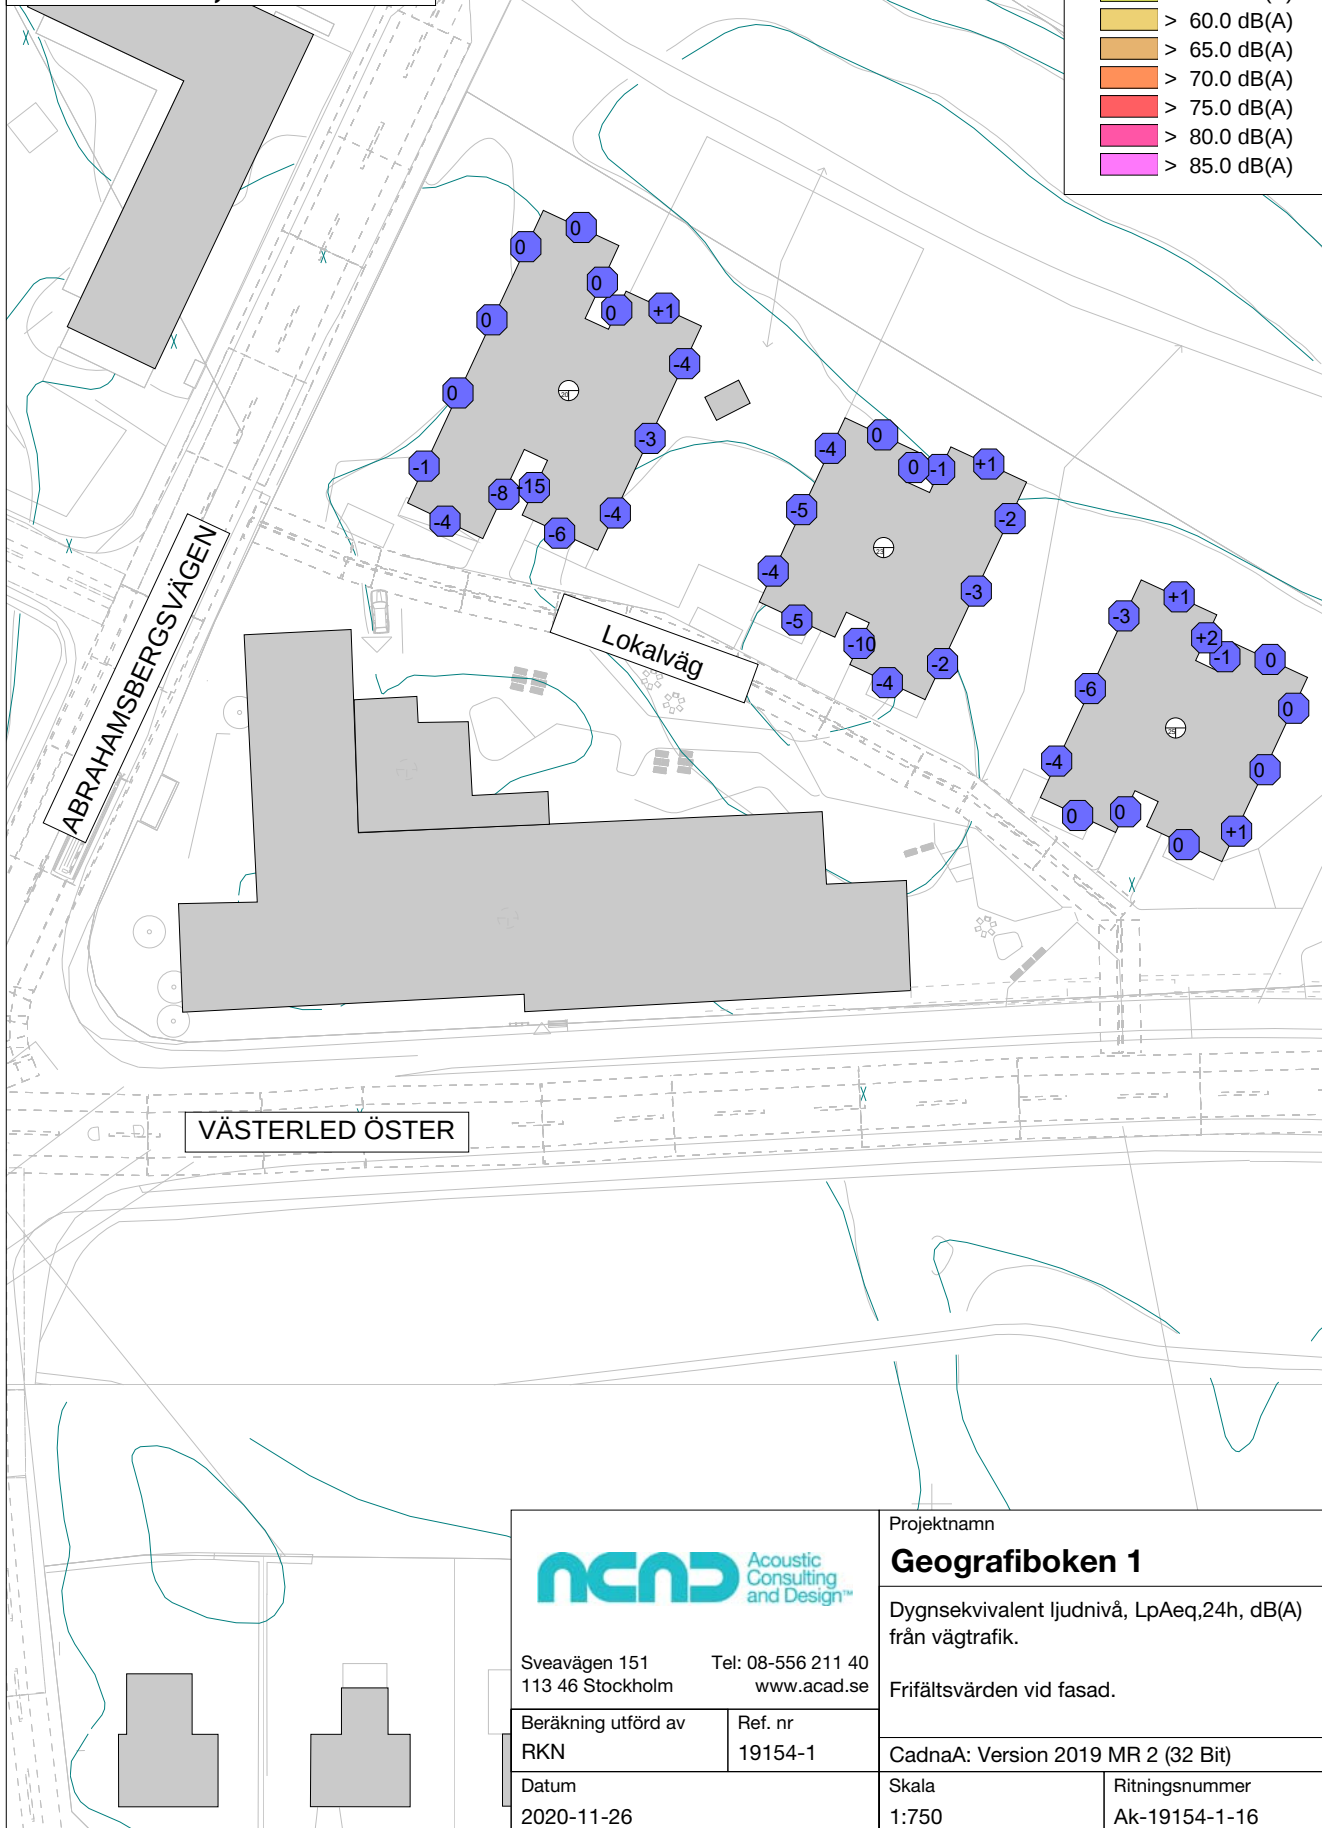 > 60.0 dB(A)
> 65.0 dB(A)
> 70.0 dB(A)
> 75.0 dB(A)
> 80.0 dB(A)
> 85.0 dB(A)
0
0
0
0
0
+1
-4
0
-3
-1
-8
-15
-4
-4
-6
20
-4
0
0
-1
+1
-5
-2
-4
-3
-5
-10
-2
-4
23
-3
+1
+2
-1
0
-6
0
-4
0
0
0
+1
0
25
ABRAHAMSBERGSVÄGEN
Lokalväg
VÄSTERLED ÖSTER
acad
Acoustic
Consulting
and Design™
Sveavägen 151
113 46 Stockholm
Tel: 08-556 211 40
www.acad.se
Beräkning utförd av
RKN
Ref. nr
19154-1
Datum
2020-11-26
Projektnamn
Geografiboken 1
Dygnsekvivalent ljudnivå, LpAeq,24h, dB(A)
från vägtrafik.
Frifältsvärden vid fasad.
CadnaA: Version 2019 MR 2 (32 Bit)
Skala
1:750
Ritningsnummer
Ak-19154-1-16